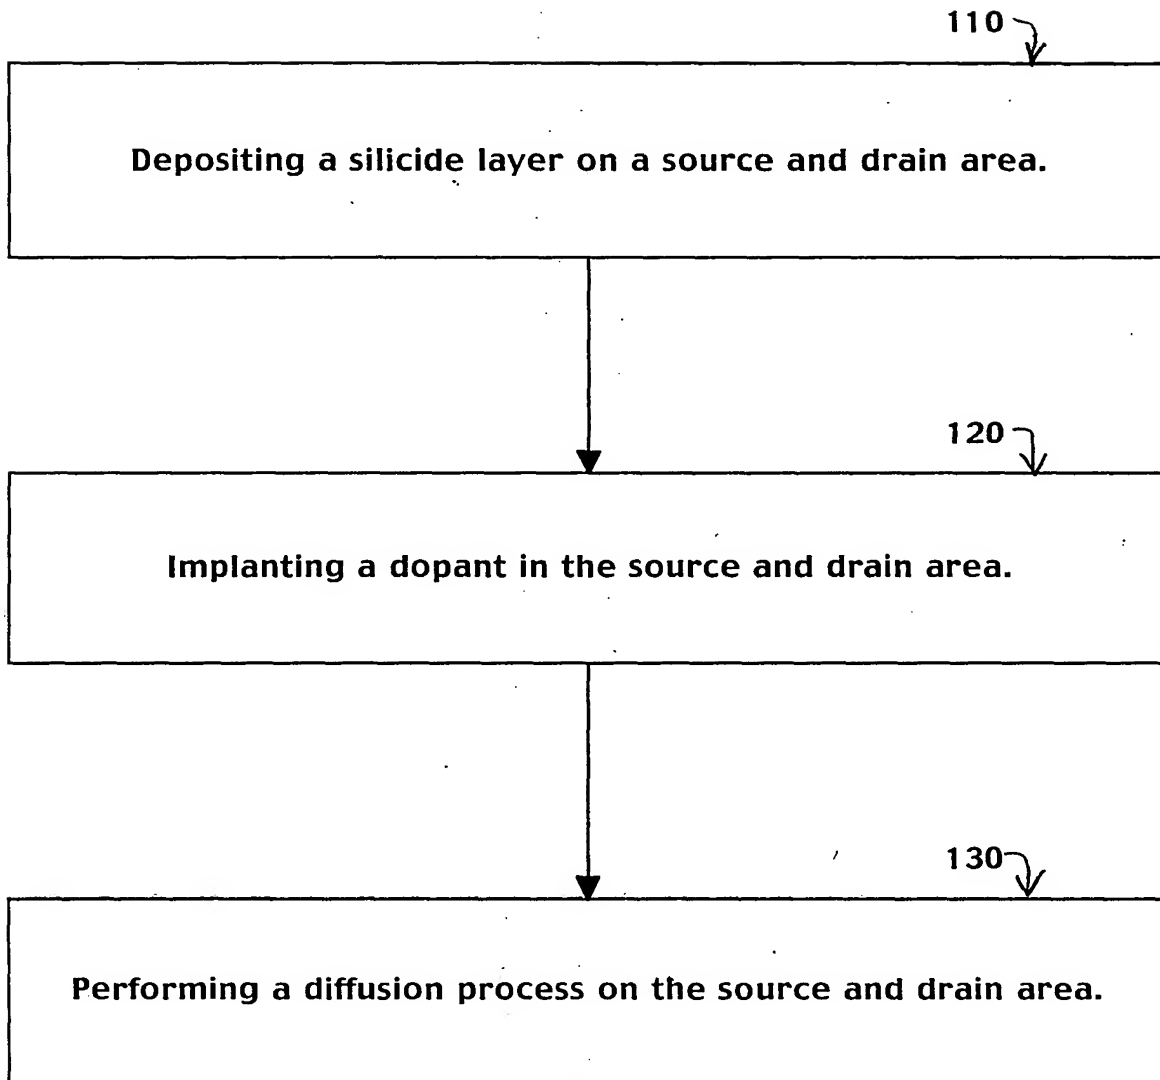 110
Depositing a silicide layer on a source and drain area.
120
Implanting a dopant in the source and drain area.
130
Performing a diffusion process on the source and drain area.